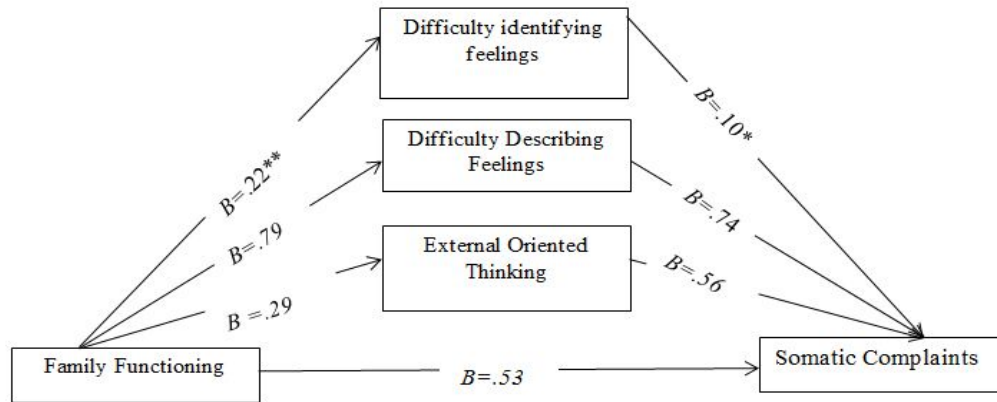 Difficulty identifying
feelings
B=.22**
B=.10*
Difficulty Describing
Feelings
B=.79
B=.74
External Oriented
Thinking
B =.29
B=.56
Family Functioning
B=.53
Somatic Complaints